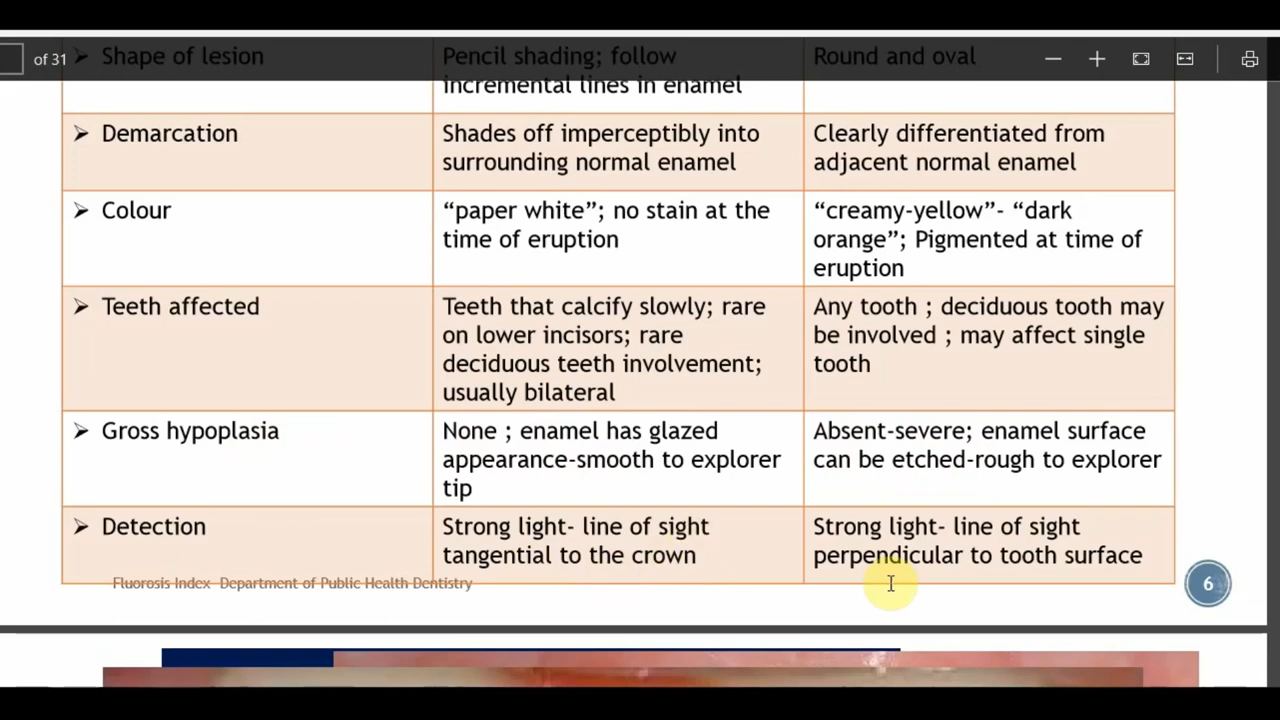 of 31
➢ Shape of lesion
Pencil shading; follow
incremental lines in enamel
Round and oval
➢ Demarcation
Shades off imperceptibly into
surrounding normal enamel
Clearly differentiated from
adjacent normal enamel
➢ Colour
“paper white”; no stain at the
time of eruption
“creamy-yellow”- “dark
orange”; Pigmented at time of
eruption
➢ Teeth affected
Teeth that calcify slowly; rare
on lower incisors; rare
deciduous teeth involvement;
usually bilateral
Any tooth ; deciduous tooth may
be involved ; may affect single
tooth
➢ Gross hypoplasia
None ; enamel has glazed
appearance-smooth to explorer
tip
Absent-severe; enamel surface
can be etched-rough to explorer
➢ Detection
Strong light- line of sight
tangential to the crown
Strong light- line of sight
perpendicular to tooth surface
Fluorosis Index- Department of Public Health Dentistry
6